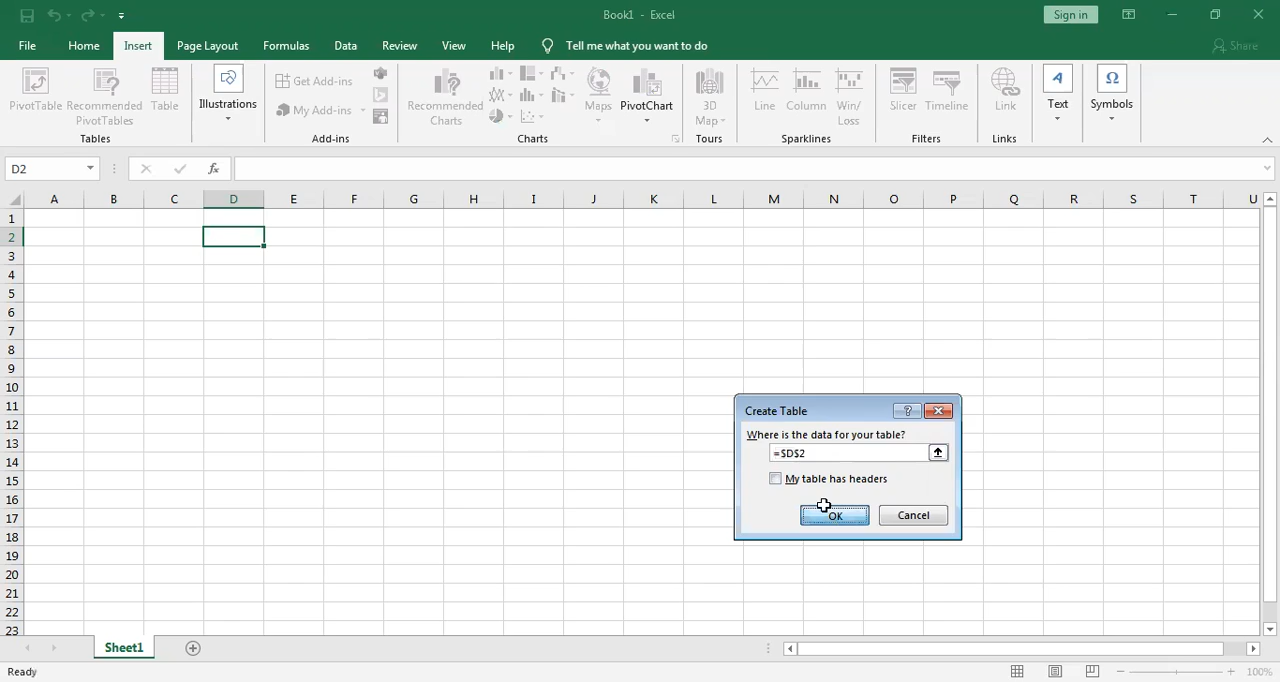 Book1 - Excel
Sign in
File Home Insert Page Layout Formulas Data Review View Help Tell me what you want to do Share
PivotTable Recommended PivotTables Table
Tables
Illustrations
Get Add-ins
My Add-ins
Add-ins
Recommended Charts
Maps PivotChart
Charts
3D Map
Tours
Line Column Win/Loss
Sparklines
Slicer Timeline
Filters
Link
Links
Text
Symbols
D2
fx
A B C D E F G H I J K L M N O P Q R S T U
1
2
3
4
5
6
7
8
9
10
11
12
13
14
15
16
17
18
19
20
21
22
23
Create Table
Where is the data for your table?
=$D$2
My table has headers
OK Cancel
Sheet1
Ready
100%